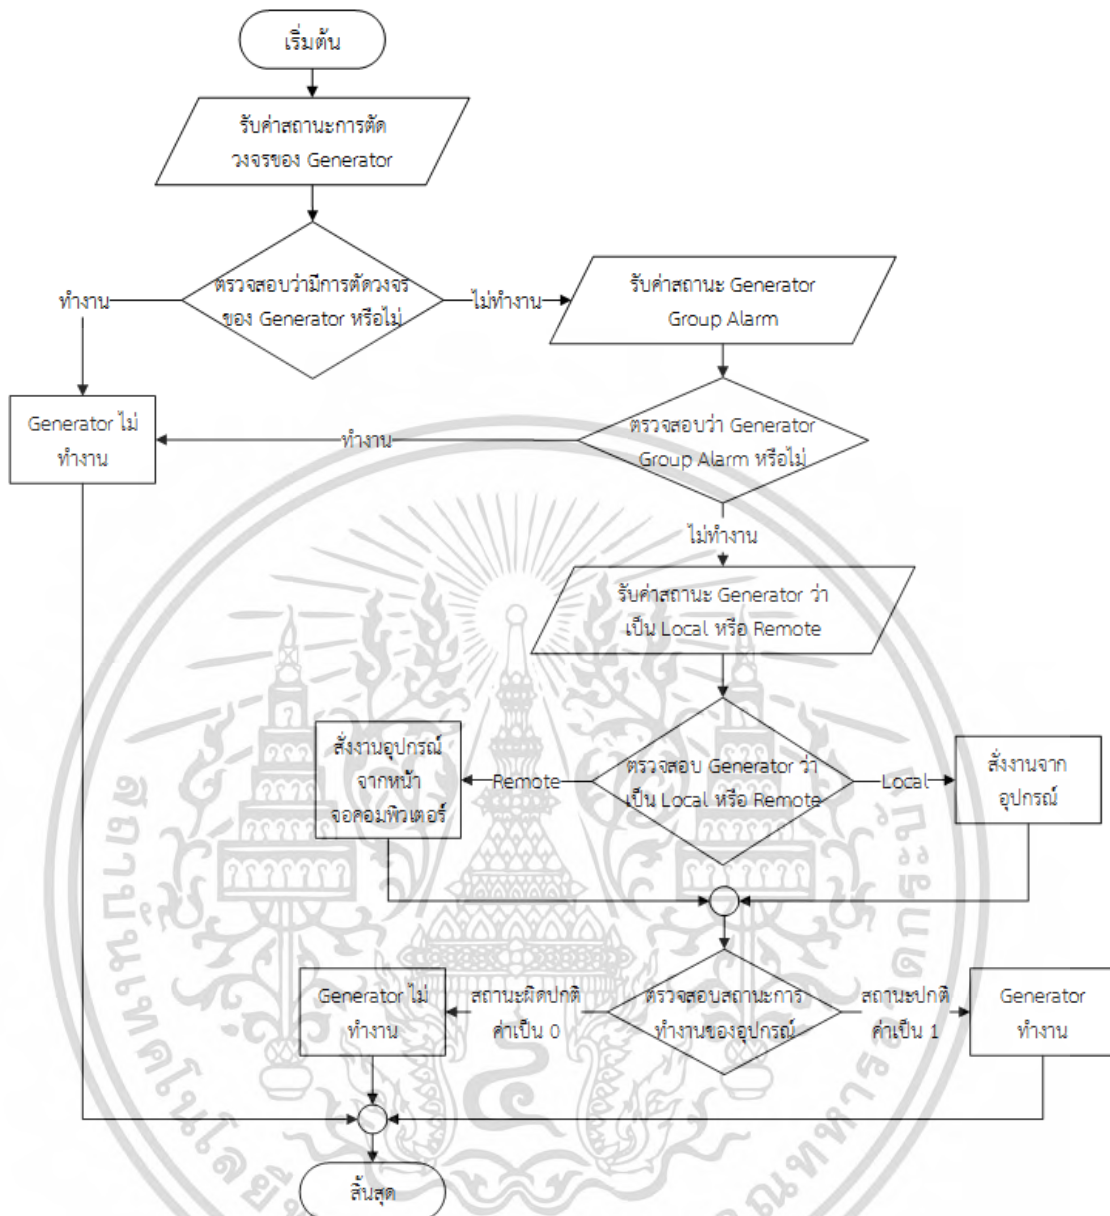 เริ่มต้น
รับค่าสถานะการตัด
วงจรของ Generator
ตรวจสอบว่ามีการตัดวงจร
ของ Generator หรือไม่
ทำงาน
ไม่ทำงาน
รับค่าสถานะ Generator
Group Alarm
Generator ไม่
ทำงาน
ทำงาน
ตรวจสอบว่า Generator
Group Alarm หรือไม่
ไม่ทำงาน
รับค่าสถานะ Generator ว่า
เป็น Local หรือ Remote
สั่งงานอุปกรณ์
จากหน้า
จอคอมพิวเตอร์
Remote
ตรวจสอบ Generator ว่า
เป็น Local หรือ Remote
Local
สั่งงานจาก
อุปกรณ์
Generator ไม่
ทำงาน
สถานะผิดปกติ
ค่าเป็น 0
ตรวจสอบสถานะการ
ทำงานของอุปกรณ์
สถานะปกติ
ค่าเป็น 1
Generator
ทำงาน
สิ้นสุด